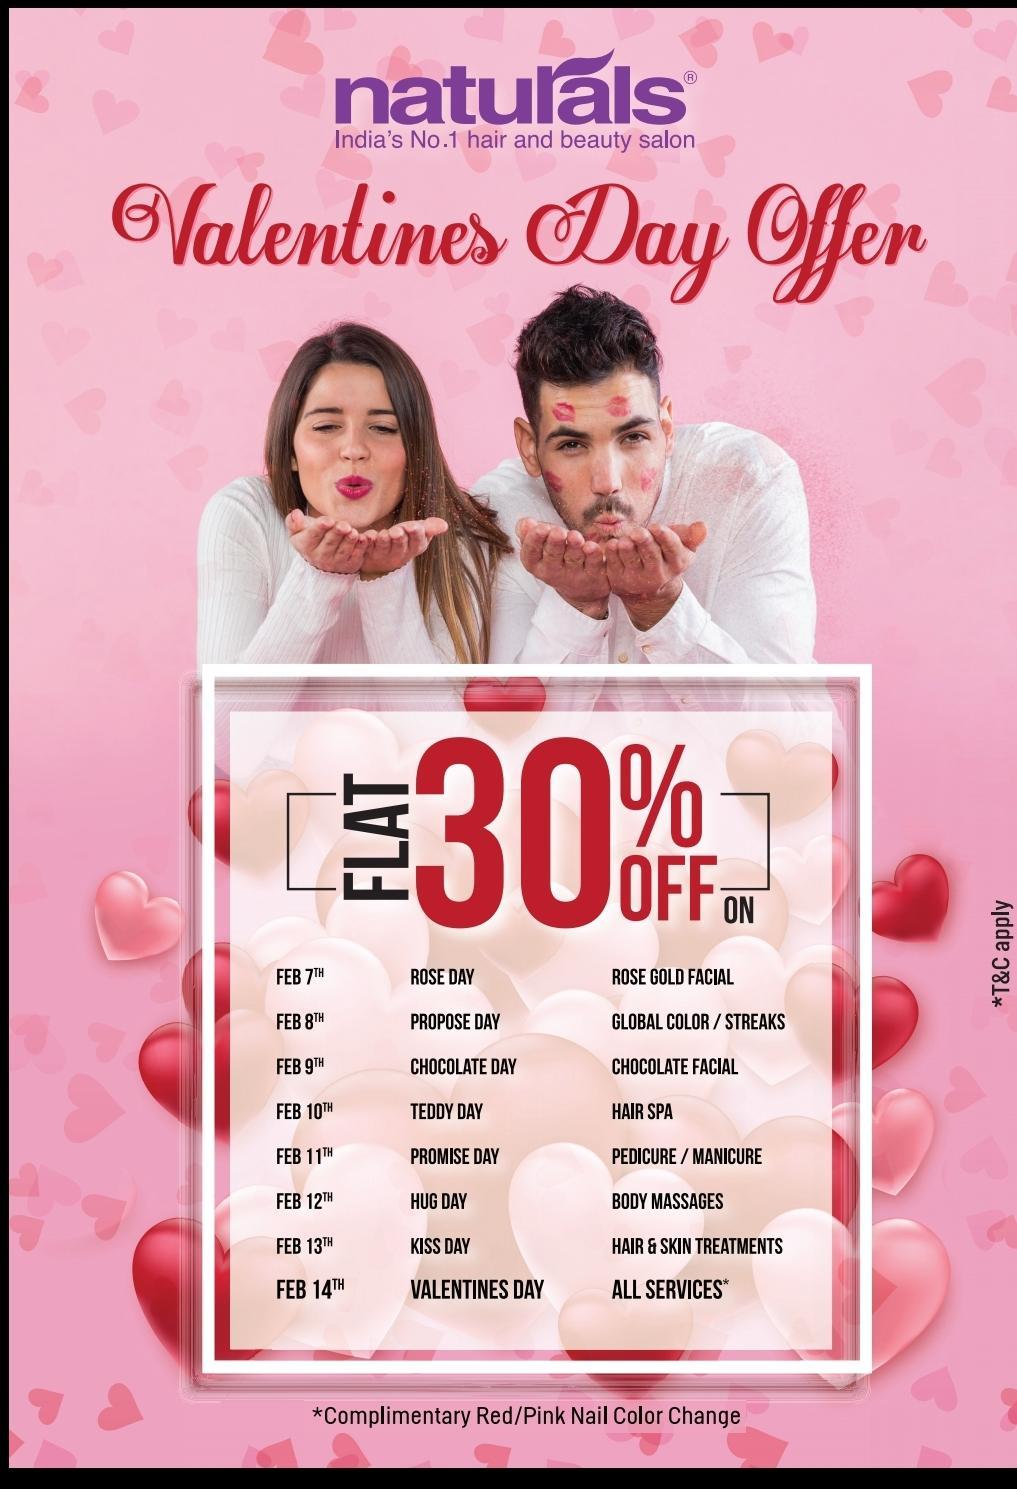 naturals®
India's No.1 hair and beauty salon
Valentines Day Offer
FLAT 30% OFF ON
FEB 7TH ROSE DAY ROSE GOLD FACIAL
FEB 8TH PROPOSE DAY GLOBAL COLOR / STREAKS
FEB 9TH CHOCOLATE DAY CHOCOLATE FACIAL
FEB 10TH TEDDY DAY HAIR SPA
FEB 11TH PROMISE DAY PEDICURE / MANICURE
FEB 12TH HUG DAY BODY MASSAGES
FEB 13TH KISS DAY HAIR & SKIN TREATMENTS
FEB 14TH VALENTINES DAY ALL SERVICES*
*Complimentary Red/Pink Nail Color Change
*T&C apply